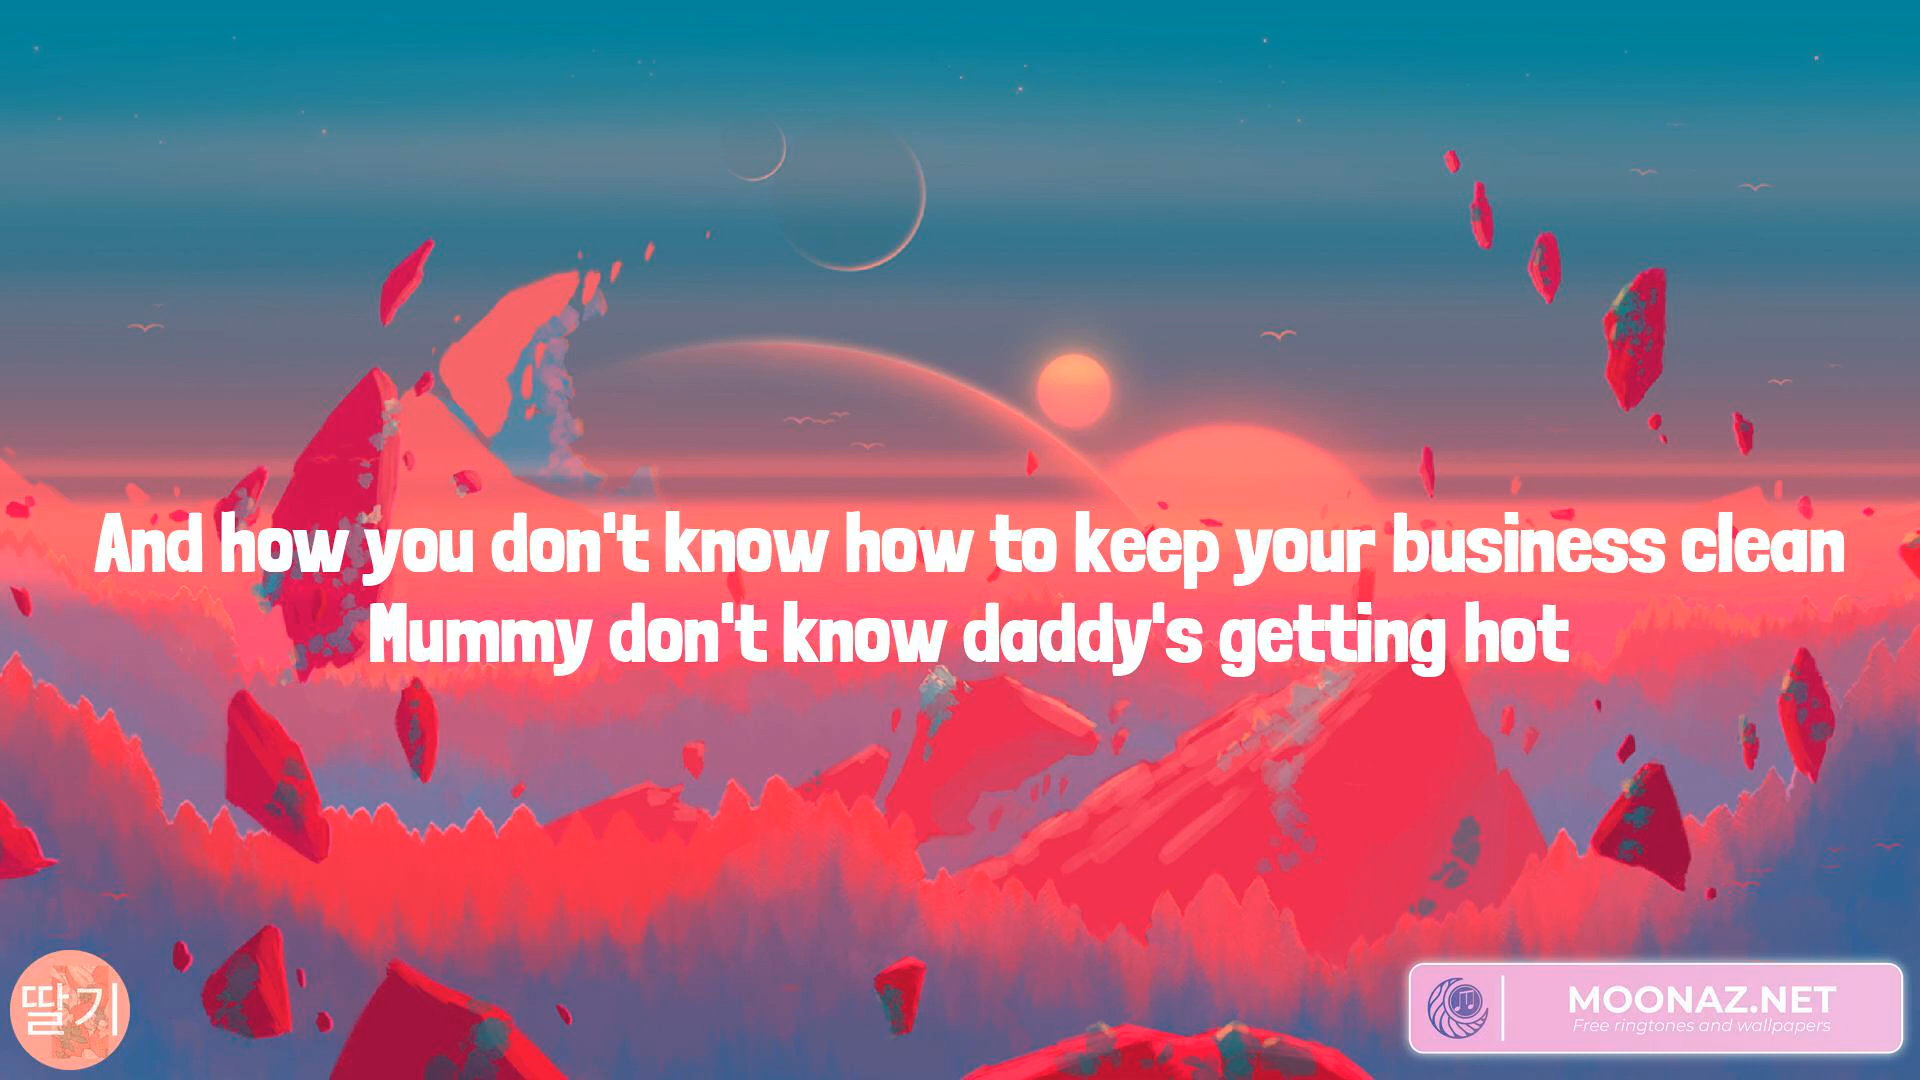 And how you don't know how to keep your business clean
Mummy don't know daddy's getting hot
딸기
MOONAZ.NET
Free ringtones and wallpapers